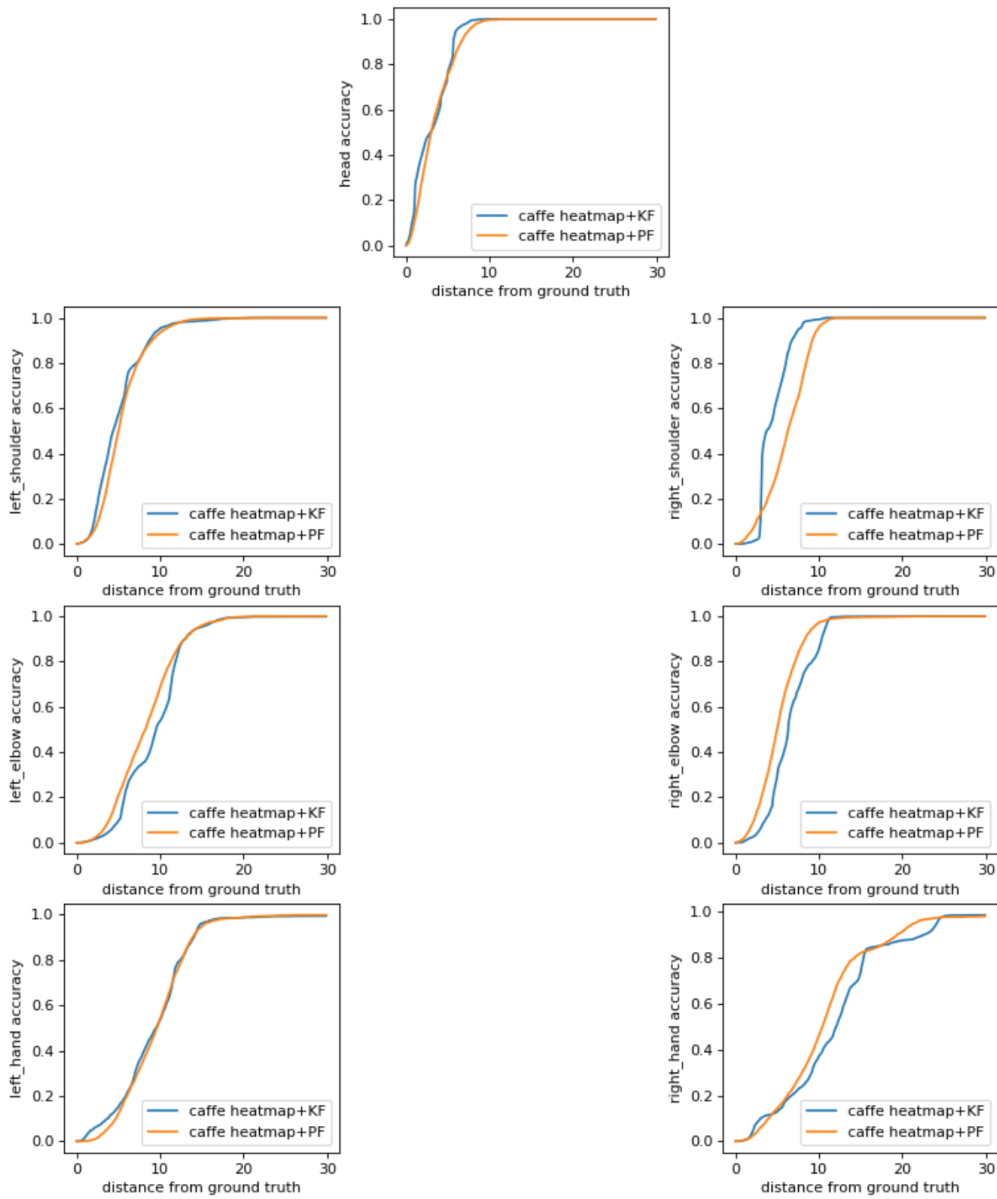 1.0
0.8
0.6
0.4
0.2
0.0
head accuracy
caffe heatmap+KF
caffe heatmap+PF
0 10 20 30
distance from ground truth
1.0
0.8
0.6
0.4
0.2
0.0
left_shoulder accuracy
caffe heatmap+KF
caffe heatmap+PF
0 10 20 30
distance from ground truth
1.0
0.8
0.6
0.4
0.2
0.0
right_shoulder accuracy
caffe heatmap+KF
caffe heatmap+PF
0 10 20 30
distance from ground truth
1.0
0.8
0.6
0.4
0.2
0.0
left_elbow accuracy
caffe heatmap+KF
caffe heatmap+PF
0 10 20 30
distance from ground truth
1.0
0.8
0.6
0.4
0.2
0.0
right_elbow accuracy
caffe heatmap+KF
caffe heatmap+PF
0 10 20 30
distance from ground truth
1.0
0.8
0.6
0.4
0.2
0.0
left_hand accuracy
caffe heatmap+KF
caffe heatmap+PF
0 10 20 30
distance from ground truth
1.0
0.8
0.6
0.4
0.2
0.0
right_hand accuracy
caffe heatmap+KF
caffe heatmap+PF
0 10 20 30
distance from ground truth